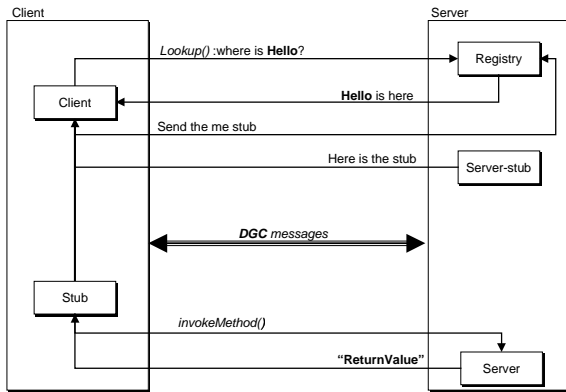 Client
Server
Lookup() :where is Hello?
Registry
Client
Hello is here
Send the me stub
Here is the stub
Server-stub
DGC messages
Stub
invokeMethod()
“ReturnValue”
Server